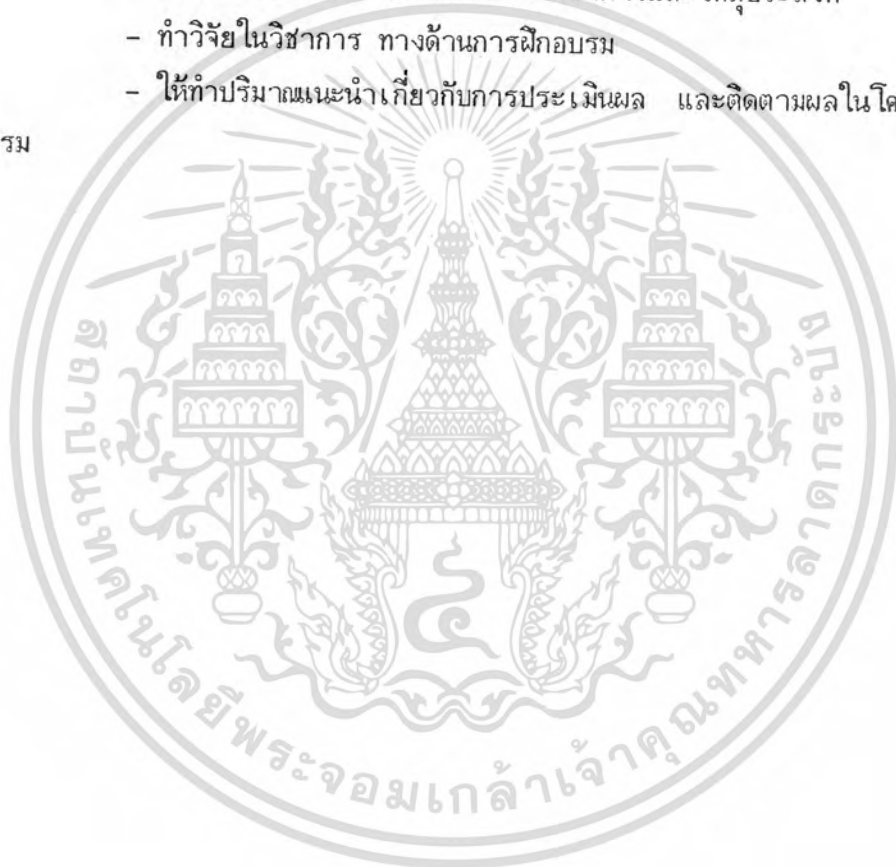 - ทำวิจัยในวิชาการ ทางด้านการฝึกอบรม
- ให้ทำปริมาณแนะนำเกี่ยวกับการประเมินผล และติดตามผลในโค
รม
สถาบันเทคโนโลยีพระจอมเกล้าเจ้าคุณทหารลาดกระบัง